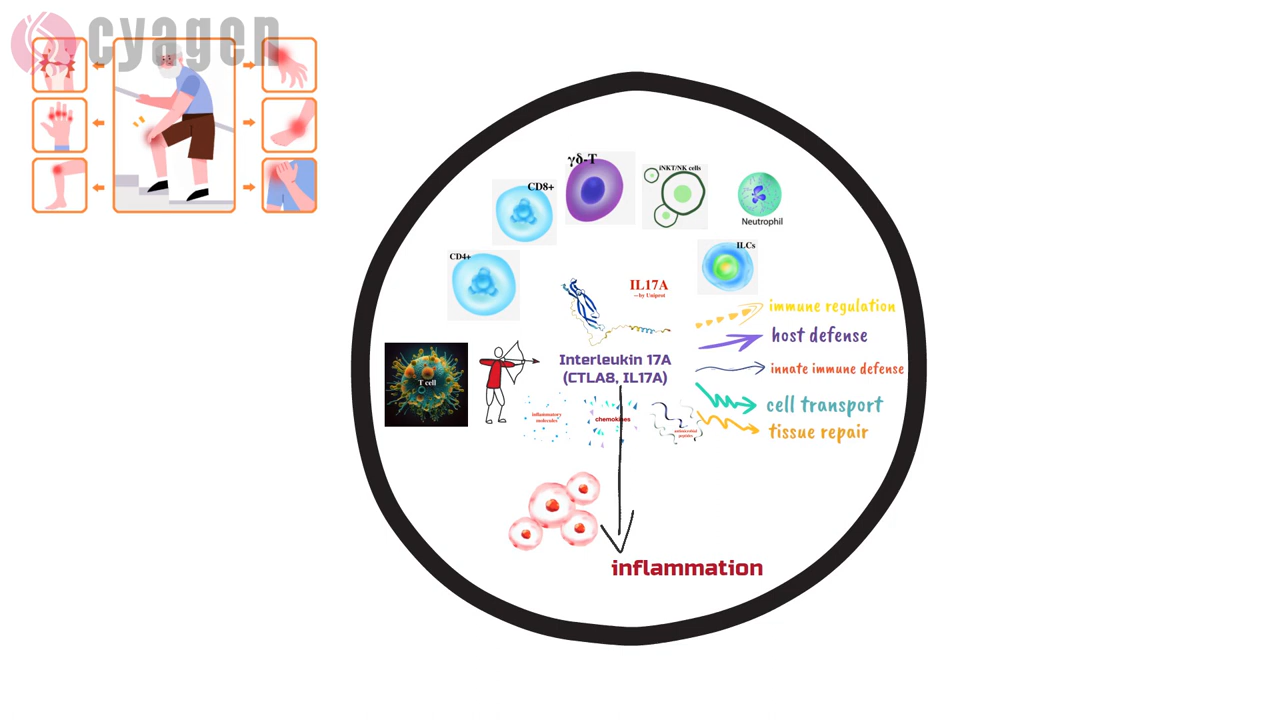 cyagen
γδ-T
iNKT/NK cells
CD8+
Neutrophil
ILCs
CD4+
IL17A
—by Uniprot
immune regulation
host defense
Interleukin 17A
(CTLA8, IL17A)
innate immune defense
T cell
cell transport
inflammatory
molecules
chemokines
antimicrobial
peptides
tissue repair
inflammation